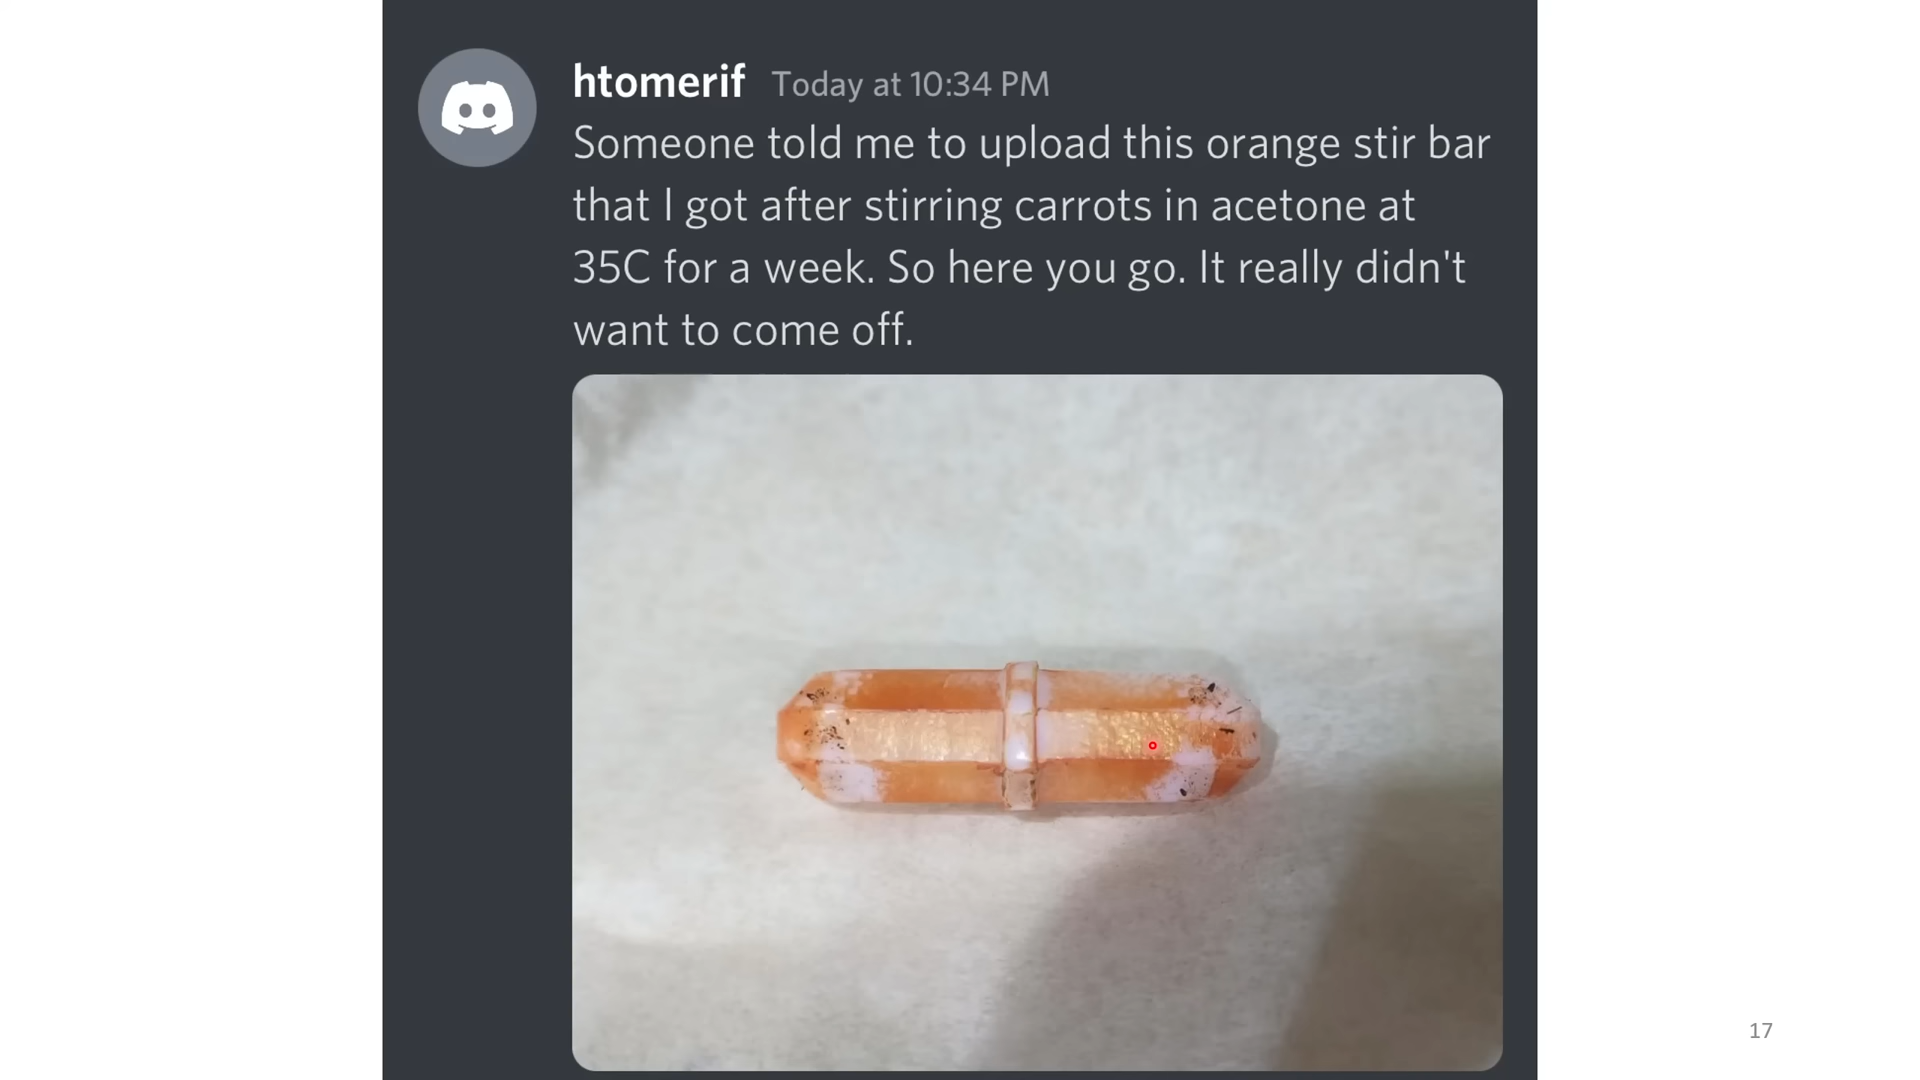 htomerif Today at 10:34 PM
Someone told me to upload this orange stir bar
that I got after stirring carrots in acetone at
35C for a week. So here you go. It really didn't
want to come off.
17